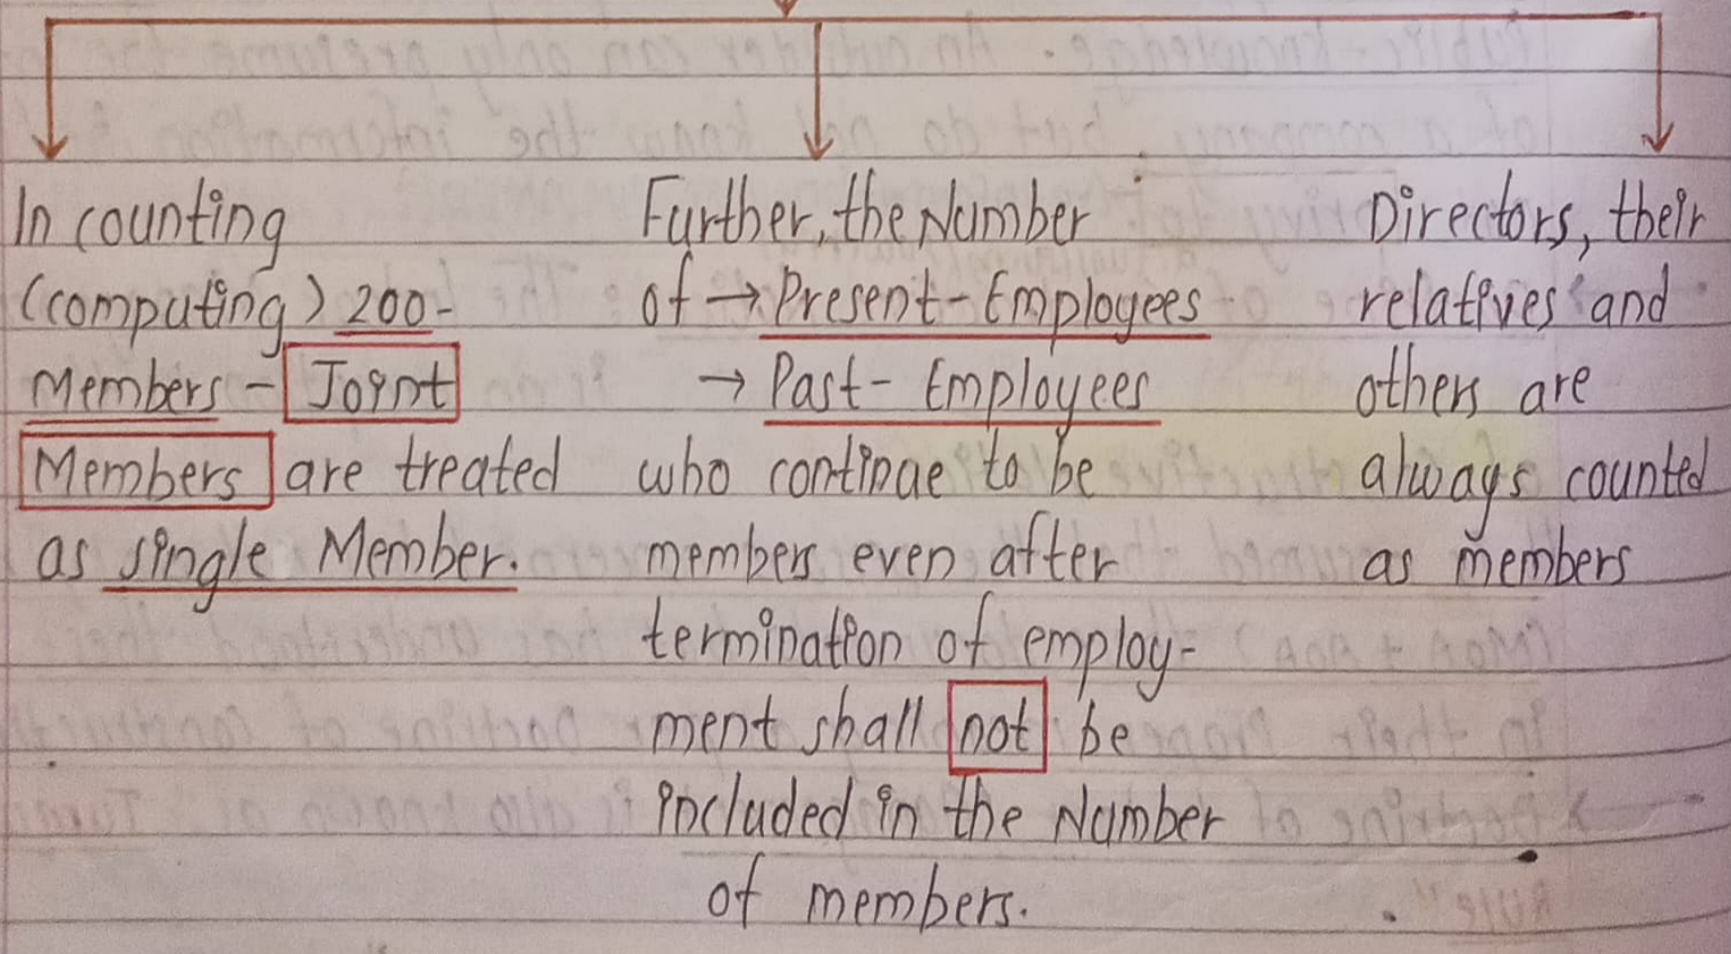 In counting
(computing) 200-
Members - Joint
Members are treated
as single Member.
Further, the Number
of → Present-Employees
→ Past-Employees
who continue to be
members even after
termination of employ-
ment shall not be
included in the Number
of members.
Directors, their
relatives and
others are
always counted
as members